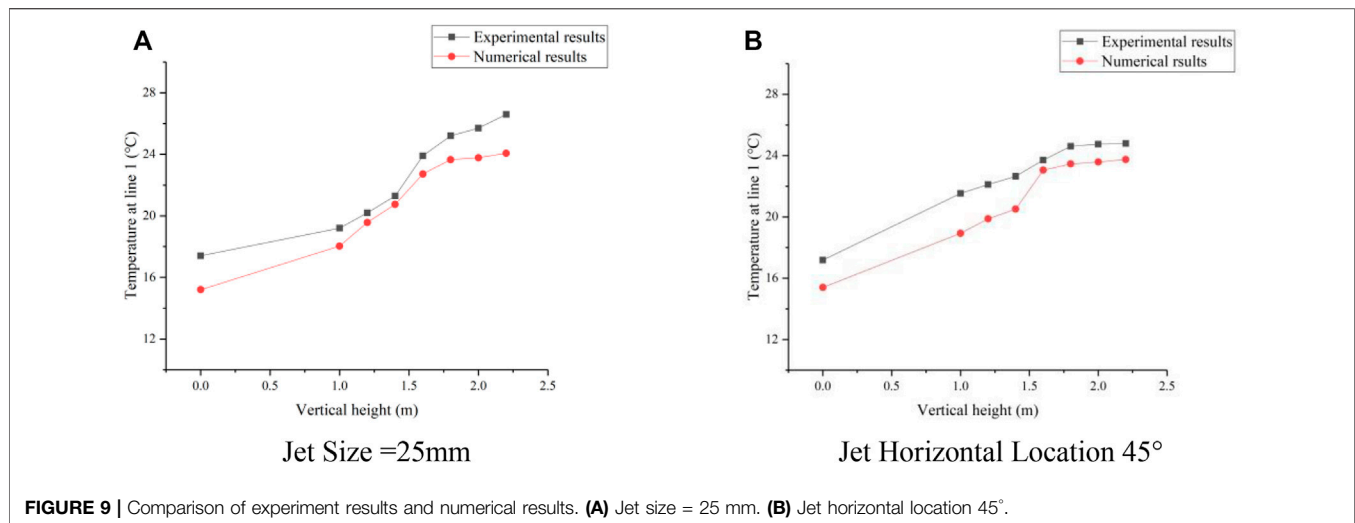 A
Experimental results
Numerical results
28
24
20
16
12
Temperature at line 1 (°C)
0.0 0.5 1.0 1.5 2.0 2.5
Vertical height (m)
Jet Size =25mm
B
Experimental results
Numerical rsults
28
24
20
16
12
Temperature at line 1 (°C)
0.0 0.5 1.0 1.5 2.0 2.5
Vertical height (m)
Jet Horizontal Location 45°
FIGURE 9 | Comparison of experiment results and numerical results. (A) Jet size = 25 mm. (B) Jet horizontal location 45°.